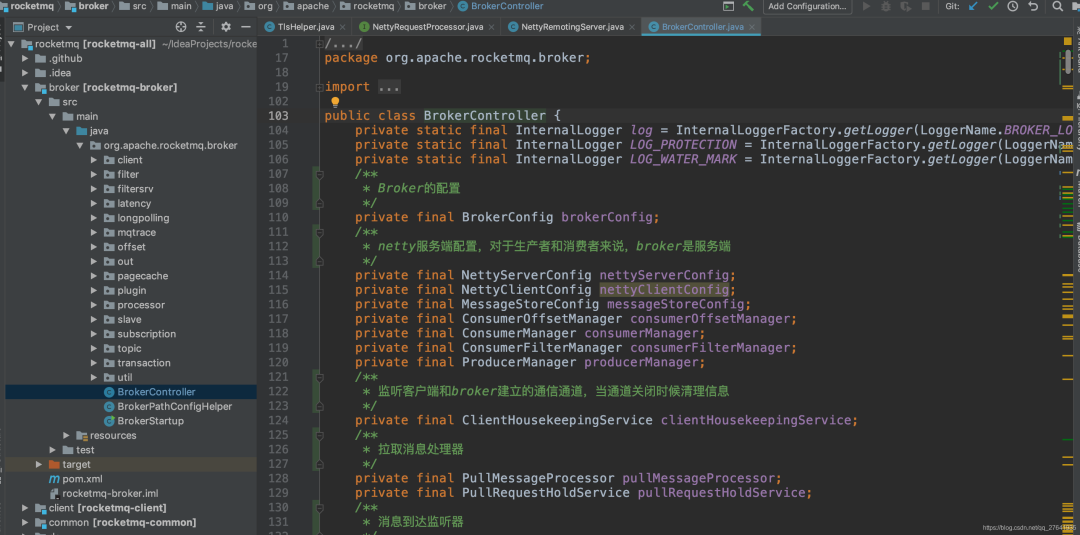 rocketmq broker src main java org apache rocketmq broker BrokerController Add Configuration... Git:
Project TlsHelper.java NettyRequestProcessor.java NettyRemotingServer.java BrokerController.java
rocketmq [rocketmq-all] ~/IdeaProjects/rocke
.github
.idea
broker [rocketmq-broker]
src
main
java
org.apache.rocketmq.broker
client
filter
filtersrv
latency
longpolling
mqtrace
offset
out
pagecache
plugin
processor
slave
subscription
topic
transaction
util
BrokerController
BrokerPathConfigHelper
BrokerStartup
resources
test
target
pom.xml
rocketmq-broker.iml
client [rocketmq-client]
common [rocketmq-common]
1 /.../
17 package org.apache.rocketmq.broker;
18
19 import ...
102
103 public class BrokerController {
104 private static final InternalLogger log = InternalLoggerFactory.getLogger(LoggerName.BROKER_LO
105 private static final InternalLogger LOG_PROTECTION = InternalLoggerFactory.getLogger(LoggerNam
106 private static final InternalLogger LOG_WATER_MARK = InternalLoggerFactory.getLogger(LoggerNam
107 /**
108 * Broker的配置
109 */
110 private final BrokerConfig brokerConfig;
111 /**
112 * netty服务端配置，对于生产者和消费者来说，broker是服务端
113 */
114 private final NettyServerConfig nettyServerConfig;
115 private final NettyClientConfig nettyClientConfig;
116 private final MessageStoreConfig messageStoreConfig;
117 private final ConsumerOffsetManager consumerOffsetManager;
118 private final ConsumerManager consumerManager;
119 private final ConsumerFilterManager consumerFilterManager;
120 private final ProducerManager producerManager;
121 /**
122 * 监听客户端和broker建立的通信通道，当通道关闭时候清理信息
123 */
124 private final ClientHousekeepingService clientHousekeepingService;
125 /**
126 * 拉取消息处理器
127 */
128 private final PullMessageProcessor pullMessageProcessor;
129 private final PullRequestHoldService pullRequestHoldService;
130 /**
131 * 消息到达监听器